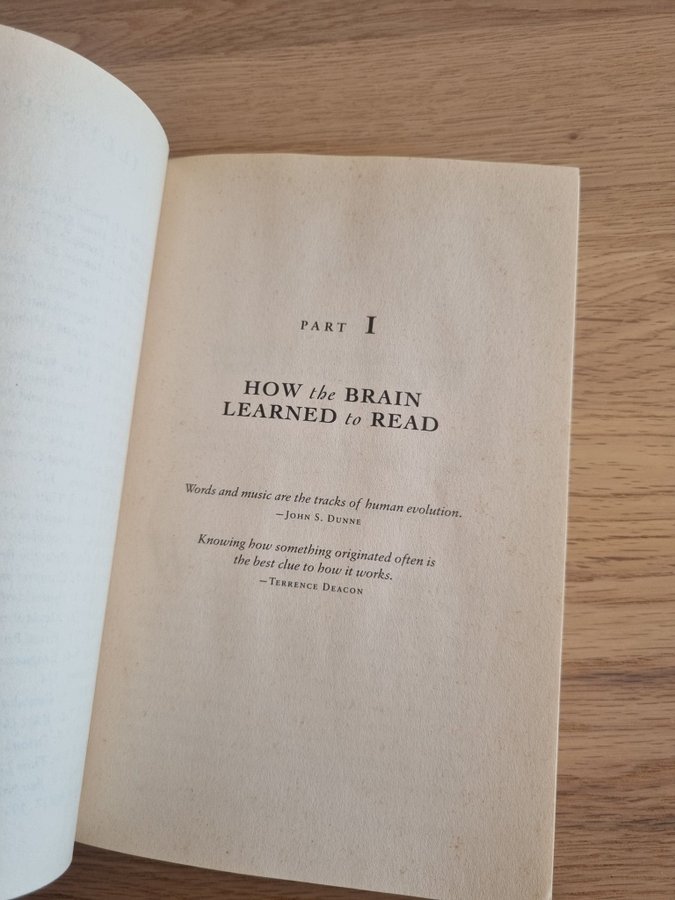 PART I
HOW the BRAIN
LEARNED to READ
Words and music are the tracks of human evolution.
—JOHN S. DUNNE
Knowing how something originated often is
the best clue to how it works.
—TERRENCE DEACON